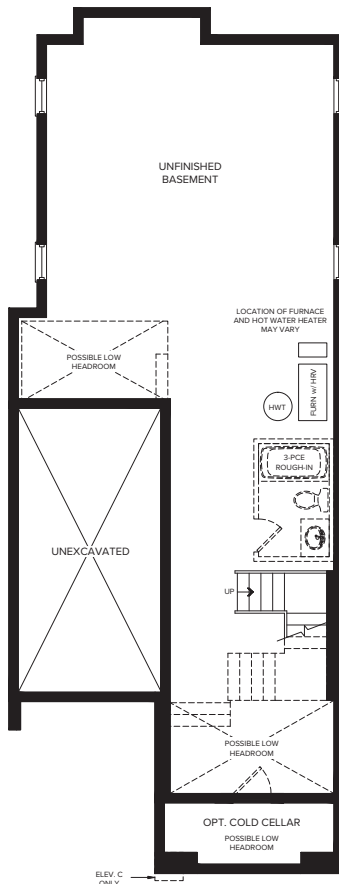 UNFINISHED
BASEMENT
LOCATION OF FURNACE
AND HOT WATER HEATER
MAY VARY
POSSIBLE LOW
HEADROOM
FURN w/ HRV
HWT
3-PCE
ROUGH-IN
UNEXCAVATED
UP
POSSIBLE LOW
HEADROOM
OPT. COLD CELLAR
POSSIBLE LOW
HEADROOM
ELEV. C
ONLY